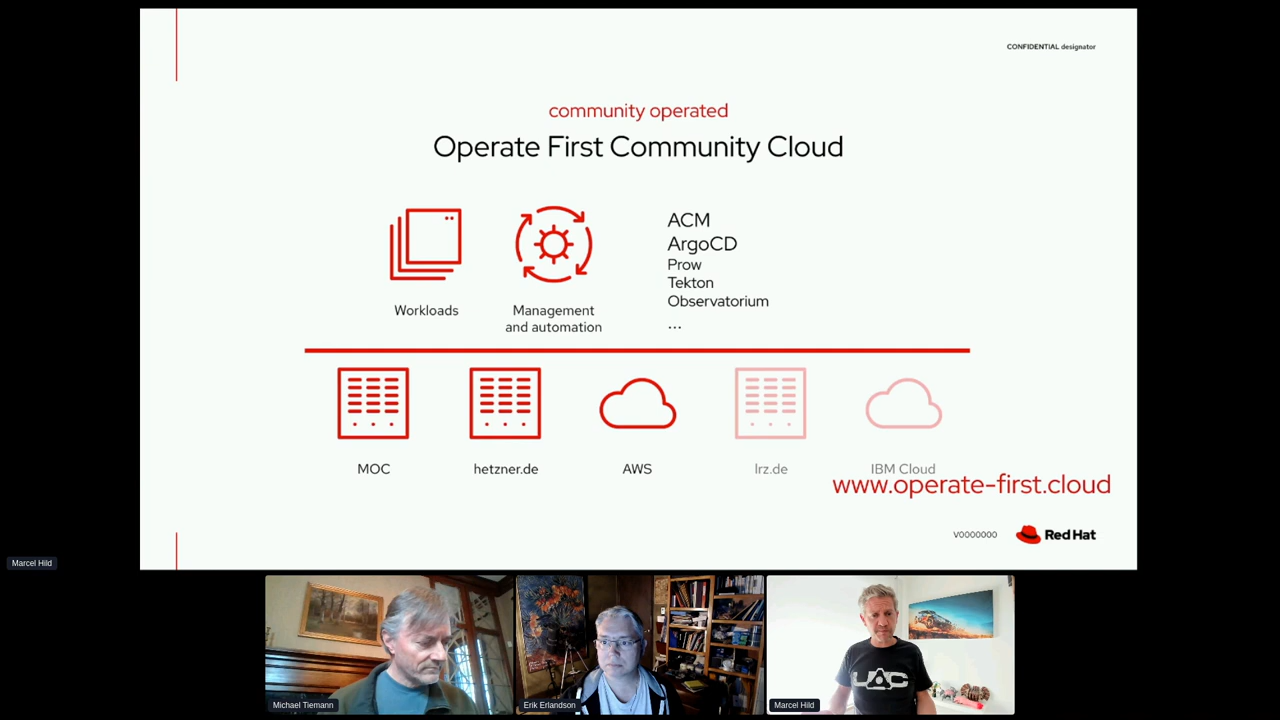 CONFIDENTIAL designator
community operated
Operate First Community Cloud
ACM
ArgoCD
Prow
Tekton
Observatorium
...
Workloads
Management
and automation
MOC
hetzner.de
AWS
lrz.de
IBM Cloud
www.operate-first.cloud
V0000000
Red Hat
Marcel Hild
Michael Tiemann
Erik Erlandson
Marcel Hild
UAC